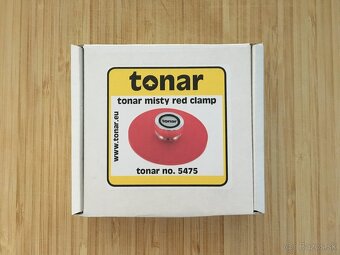 tonar
tonar misty red clamp
www.tonar.eu
tonar
tonar no. 5475